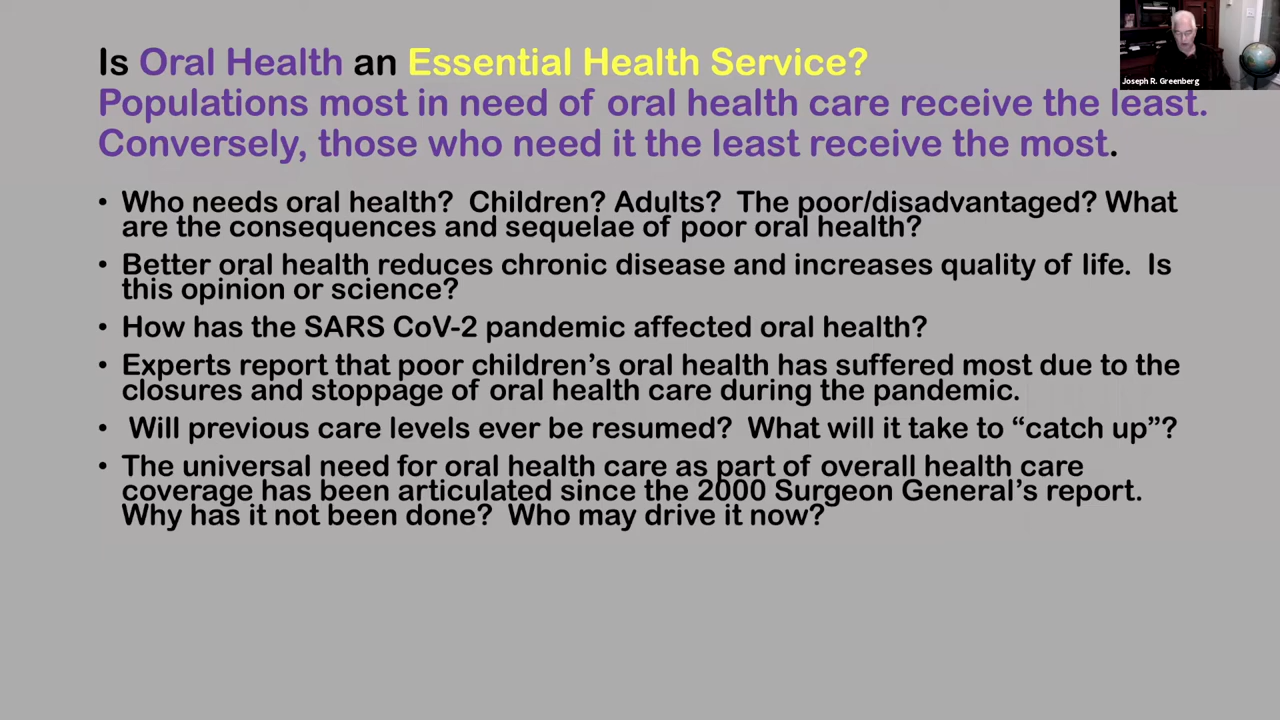 Is Oral Health an Essential Health Service?
Populations most in need of oral health care receive the least.
Conversely, those who need it the least receive the most.
• Who needs oral health? Children? Adults? The poor/disadvantaged? What
are the consequences and sequelae of poor oral health?
• Better oral health reduces chronic disease and increases quality of life. Is
this opinion or science?
• How has the SARS CoV-2 pandemic affected oral health?
• Experts report that poor children’s oral health has suffered most due to the
closures and stoppage of oral health care during the pandemic.
• Will previous care levels ever be resumed? What will it take to “catch up”?
• The universal need for oral health care as part of overall health care
coverage has been articulated since the 2000 Surgeon General’s report.
Why has it not been done? Who may drive it now?
Joseph R. Greenberg